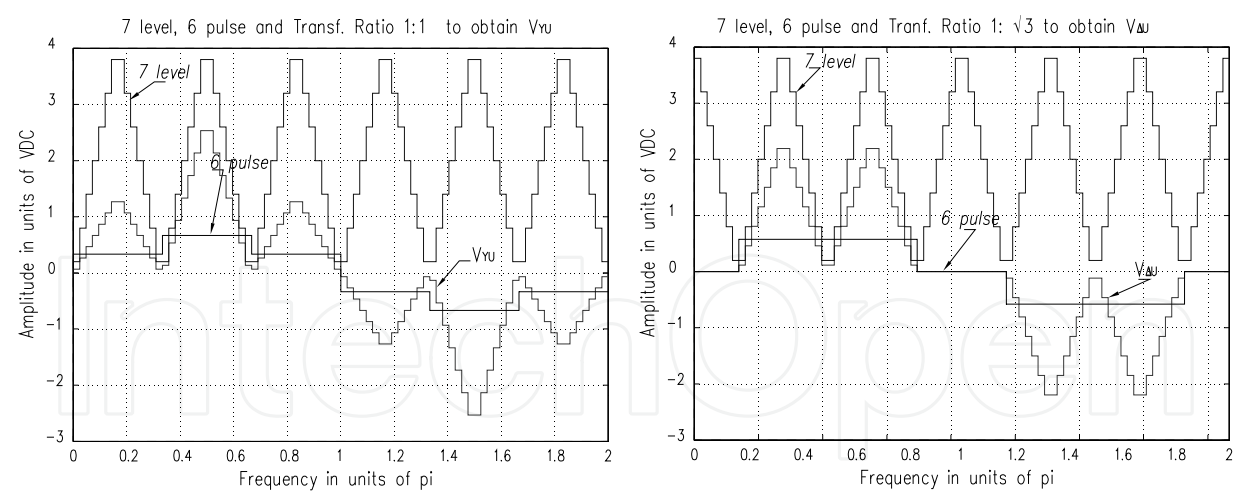 7 level, 6 pulse and Transf. Ratio 1:1 to obtain VYU
4
3
2
1
0
−1
−2
−3
Amplitude in units of VDC
7 level
6 pulse
VYU
0
0.2
0.4
0.6
0.8
1
1.2
1.4
1.6
1.8
2
Frequency in units of pi
7 level, 6 pulse and Tranf. Ratio 1: √3 to obtain VΔU
4
3
2
1
0
−1
−2
−3
Amplitude in units of VDC
7 level
6 pulse
VΔU
0
0.2
0.4
0.6
0.8
1
1.2
1.4
1.6
1.8
2
Frequency in units of pi
IntechOpen